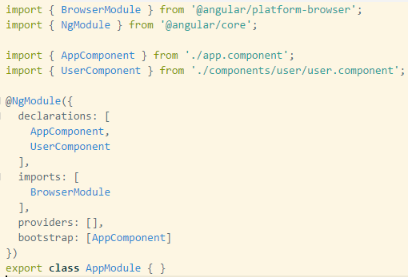 import { BrowserModule } from '@angular/platform-browser';
import { NgModule } from '@angular/core';
import { AppComponent } from './app.component';
import { UserComponent } from './components/user/user.component';
@NgModule({
declarations: [
AppComponent,
UserComponent
],
imports: [
BrowserModule
],
providers: [],
bootstrap: [AppComponent]
})
export class AppModule { }